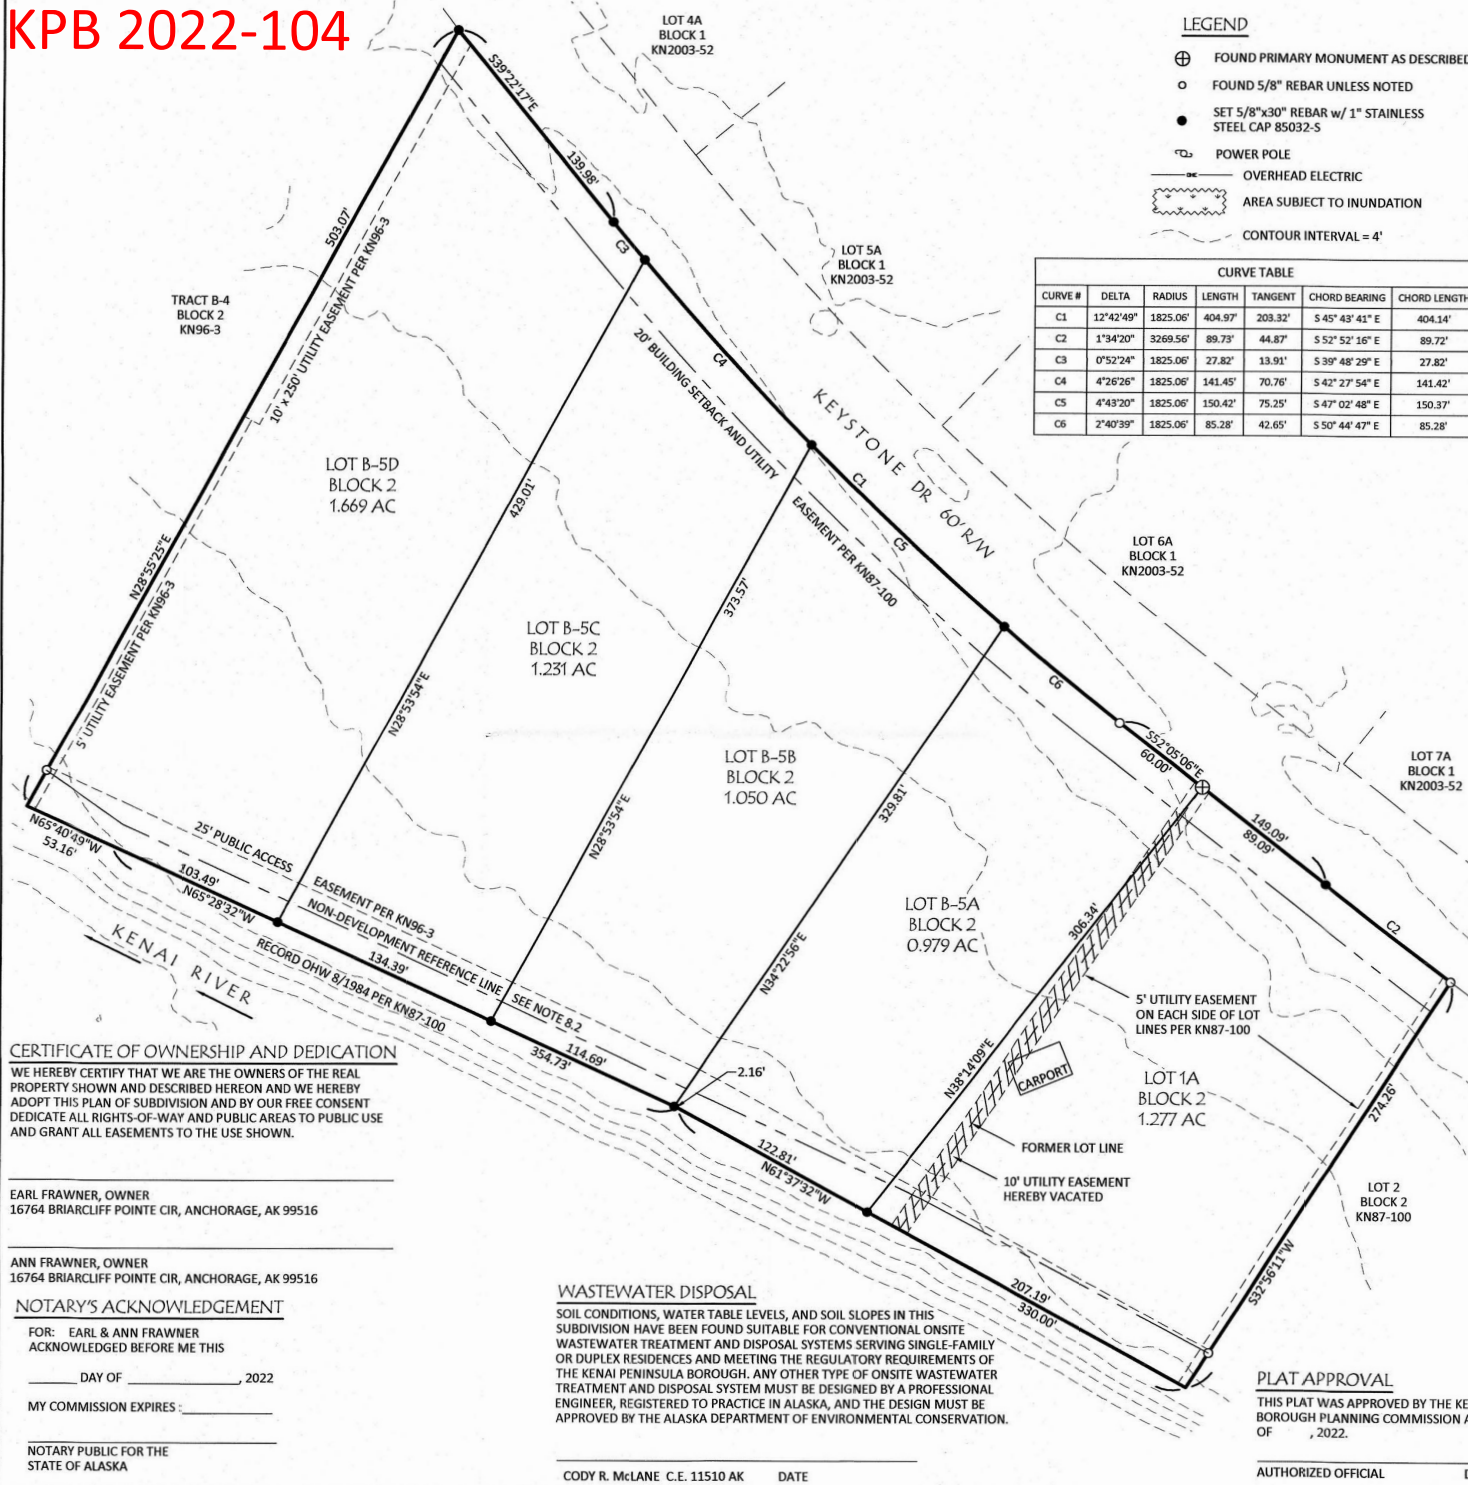 KPB 2022-104
LOT 4A
BLOCK 1
KN2003-52
LEGEND
FOUND PRIMARY MONUMENT AS DESCRIBED
FOUND 5/8" REBAR UNLESS NOTED
SET 5/8"x30" REBAR w/ 1" STAINLESS
STEEL CAP 85032-S
POWER POLE
OHE
OVERHEAD ELECTRIC
AREA SUBJECT TO INUNDATION
CONTOUR INTERVAL = 4'
CURVE TABLE
CURVE # DELTA RADIUS LENGTH TANGENT CHORD BEARING CHORD LENGTH
C1 12°42'49" 1825.06' 404.97' 203.32' S 45° 43' 41" E 404.14'
C2 1°34'20" 3269.56' 89.73' 44.87' S 52° 52' 16" E 89.72'
C3 0°52'24" 1825.06' 27.82' 13.91' S 39° 48' 29" E 27.82'
C4 4°26'26" 1825.06' 141.45' 70.76' S 42° 27' 54" E 141.42'
C5 4°43'20" 1825.06' 150.42' 75.25' S 47° 02' 48" E 150.37'
C6 2°40'39" 1825.06' 85.28' 42.65' S 50° 44' 47" E 85.28'
S39°22'17"E
139.98'
C3
C4
C1
C5
C6
C2
503.07'
N28°55'25"E
10' x 250' UTILITY EASEMENT PER KN96-3
5' UTILITY EASEMENT PER KN96-3
TRACT B-4
BLOCK 2
KN96-3
LOT 5A
BLOCK 1
KN2003-52
20' BUILDING SETBACK AND UTILITY
EASEMENT PER KN87-100
KEYSTONE DR 60' R/W
LOT B-5D
BLOCK 2
1.669 AC
429.01'
N28°53'54"E
LOT B-5C
BLOCK 2
1.231 AC
373.57'
N28°53'54"E
LOT 6A
BLOCK 1
KN2003-52
LOT B-5B
BLOCK 2
1.050 AC
329.81'
N34°22'56"E
S52°05'06"E
60.00'
LOT 7A
BLOCK 1
KN2003-52
149.09'
89.09'
LOT B-5A
BLOCK 2
0.979 AC
306.34'
N38°14'09"E
5' UTILITY EASEMENT
ON EACH SIDE OF LOT
LINES PER KN87-100
CARPORT
LOT 1A
BLOCK 2
1.277 AC
274.26'
S32°56'11"W
FORMER LOT LINE
10' UTILITY EASEMENT
HEREBY VACATED
LOT 2
BLOCK 2
KN87-100
N65°40'49"W
53.16'
25' PUBLIC ACCESS
EASEMENT PER KN96-3
103.49'
N65°28'32"W
NON-DEVELOPMENT REFERENCE LINE
SEE NOTE 8.2
134.39'
RECORD OHW 8/1984 PER KN87-100
KENAI RIVER
114.69'
354.73'
2.16'
122.81'
N61°37'32"W
207.19'
330.00'
CERTIFICATE OF OWNERSHIP AND DEDICATION
WE HEREBY CERTIFY THAT WE ARE THE OWNERS OF THE REAL
PROPERTY SHOWN AND DESCRIBED HEREON AND WE HEREBY
ADOPT THIS PLAN OF SUBDIVISION AND BY OUR FREE CONSENT
DEDICATE ALL RIGHTS-OF-WAY AND PUBLIC AREAS TO PUBLIC USE
AND GRANT ALL EASEMENTS TO THE USE SHOWN.
EARL FRAWNER, OWNER
16764 BRIARCLIFF POINTE CIR, ANCHORAGE, AK 99516
ANN FRAWNER, OWNER
16764 BRIARCLIFF POINTE CIR, ANCHORAGE, AK 99516
NOTARY'S ACKNOWLEDGEMENT
FOR: EARL & ANN FRAWNER
ACKNOWLEDGED BEFORE ME THIS
DAY OF , 2022
MY COMMISSION EXPIRES :
NOTARY PUBLIC FOR THE
STATE OF ALASKA
WASTEWATER DISPOSAL
SOIL CONDITIONS, WATER TABLE LEVELS, AND SOIL SLOPES IN THIS
SUBDIVISION HAVE BEEN FOUND SUITABLE FOR CONVENTIONAL ONSITE
WASTEWATER TREATMENT AND DISPOSAL SYSTEMS SERVING SINGLE-FAMILY
OR DUPLEX RESIDENCES AND MEETING THE REGULATORY REQUIREMENTS OF
THE KENAI PENINSULA BOROUGH. ANY OTHER TYPE OF ONSITE WASTEWATER
TREATMENT AND DISPOSAL SYSTEM MUST BE DESIGNED BY A PROFESSIONAL
ENGINEER, REGISTERED TO PRACTICE IN ALASKA, AND THE DESIGN MUST BE
APPROVED BY THE ALASKA DEPARTMENT OF ENVIRONMENTAL CONSERVATION.
CODY R. McLANE C.E. 11510 AK DATE
PLAT APPROVAL
THIS PLAT WAS APPROVED BY THE KE
BOROUGH PLANNING COMMISSION A
OF , 2022.
AUTHORIZED OFFICIAL